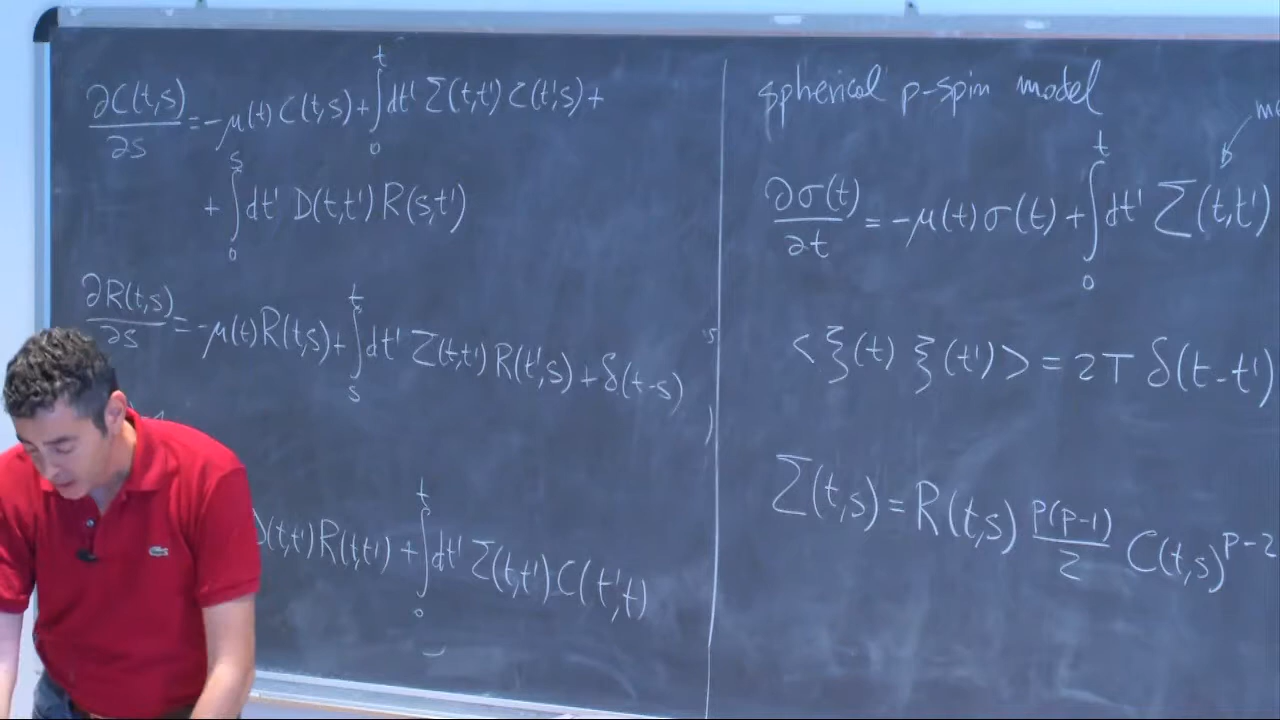 ∂C(t,s)/∂s = -μ(t) C(t,s) + ∫₀ᵗ dt' Σ(t,t') C(t',s) +
+ ∫₀ˢ dt' D(t,t') R(s,t')
∂R(t,s)/∂s = -μ(t) R(t,s) + ∫ₛᵗ dt' Σ(t,t') R(t',s) + δ(t-s)
(t,t') R(t,t') + ∫₀ᵗ dt' Σ(t,t') C(t',t)
spherical p-spin model
∂σ(t)/∂t = -μ(t) σ(t) + ∫₀ᵗ dt' Σ(t,t')
<ξ(t) ξ(t')> = 2T δ(t-t')
Σ(t,s) = R(t,s) p(p-1)/2 C(t,s)^{p-2}